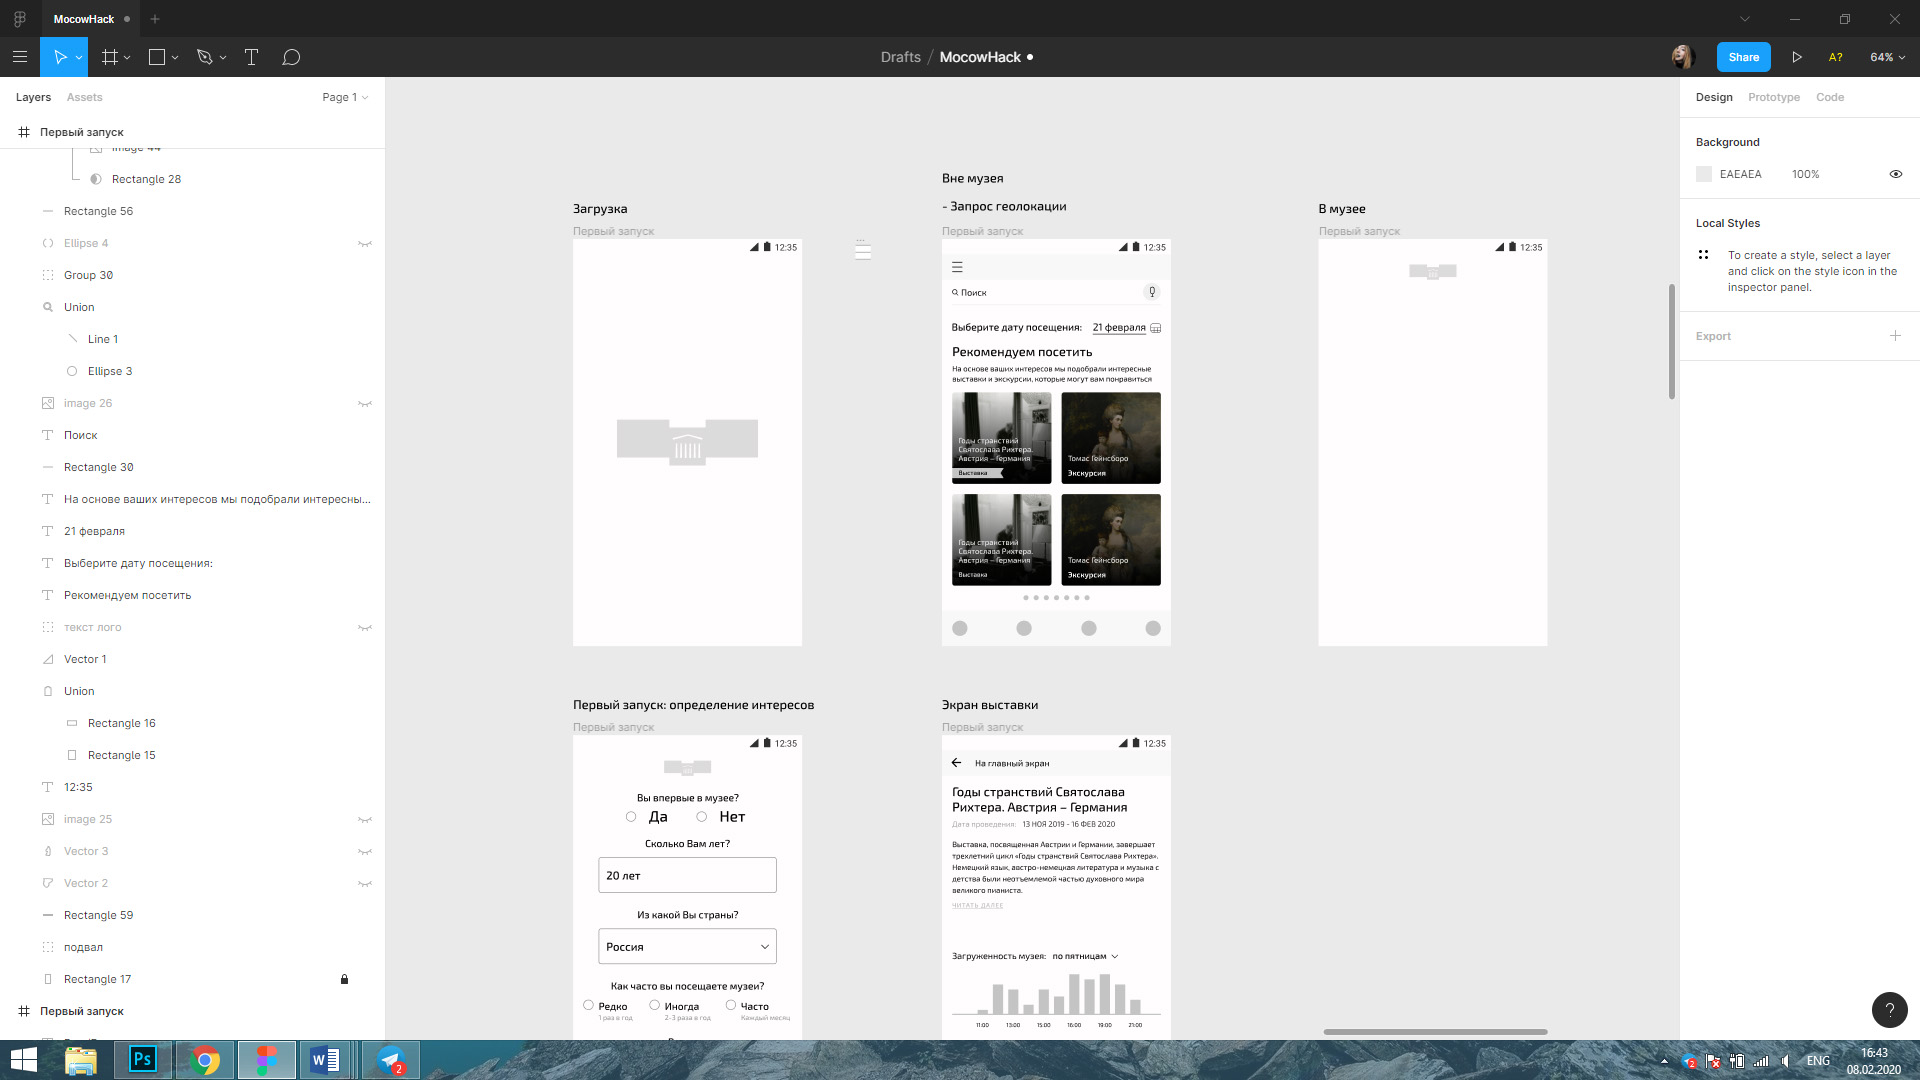 MocowHack
Drafts / MocowHack
Share
A?
64%
Layers
Assets
Page 1
Первый запуск
Image 44
Rectangle 28
Rectangle 56
Ellipse 4
Group 30
Union
Line 1
Ellipse 3
image 26
Поиск
Rectangle 30
На основе ваших интересов мы подобрали интересны...
21 февраля
Выберите дату посещения:
Рекомендуем посетить
текст лого
Vector 1
Union
Rectangle 16
Rectangle 15
12:35
image 25
Vector 3
Vector 2
Rectangle 59
подвал
Rectangle 17
Первый запуск
Загрузка
Первый запуск
12:35
Вне музея
- Запрос геолокации
Первый запуск
12:35
Поиск
Выберите дату посещения: 21 февраля
Рекомендуем посетить
На основе ваших интересов мы подобрали интересные
выставки и экскурсии, которые могут вам понравиться
Годы странствий
Святослава Рихтера.
Австрия – Германия
Выставка
Томас Гейнсборо
Экскурсия
Годы странствий
Святослава Рихтера.
Австрия – Германия
Выставка
Томас Гейнсборо
Экскурсия
В музее
Первый запуск
12:35
Первый запуск: определение интересов
Первый запуск
12:35
Вы впервые в музее?
Да
Нет
Сколько Вам лет?
20 лет
Из какой Вы страны?
Россия
Как часто вы посещаете музеи?
Редко
Иногда
Часто
1 раз в год
2-3 раза в год
Каждый месяц
Экран выставки
Первый запуск
12:35
На главный экран
Годы странствий Святослава
Рихтера. Австрия – Германия
Дата проведения: 13 НОЯ 2019 - 16 ФЕВ 2020
Выставка, посвященная Австрии и Германии, завершает
трехлетний цикл «Годы странствий Святослава Рихтера».
Немецкий язык, австро-немецкая литература и музыка с
детства были неотъемлемой частью духовного мира
великого пианиста.
ЧИТАТЬ ДАЛЕЕ
Загруженность музея: по пятницам
11:00 13:00 15:00 16:00 19:00 21:00
Design
Prototype
Code
Background
EAEAEA
100%
Local Styles
To create a style, select a layer
and click on the style icon in the
inspector panel.
Export
?
Ps
2
2
ENG
16:43
08.02.2020